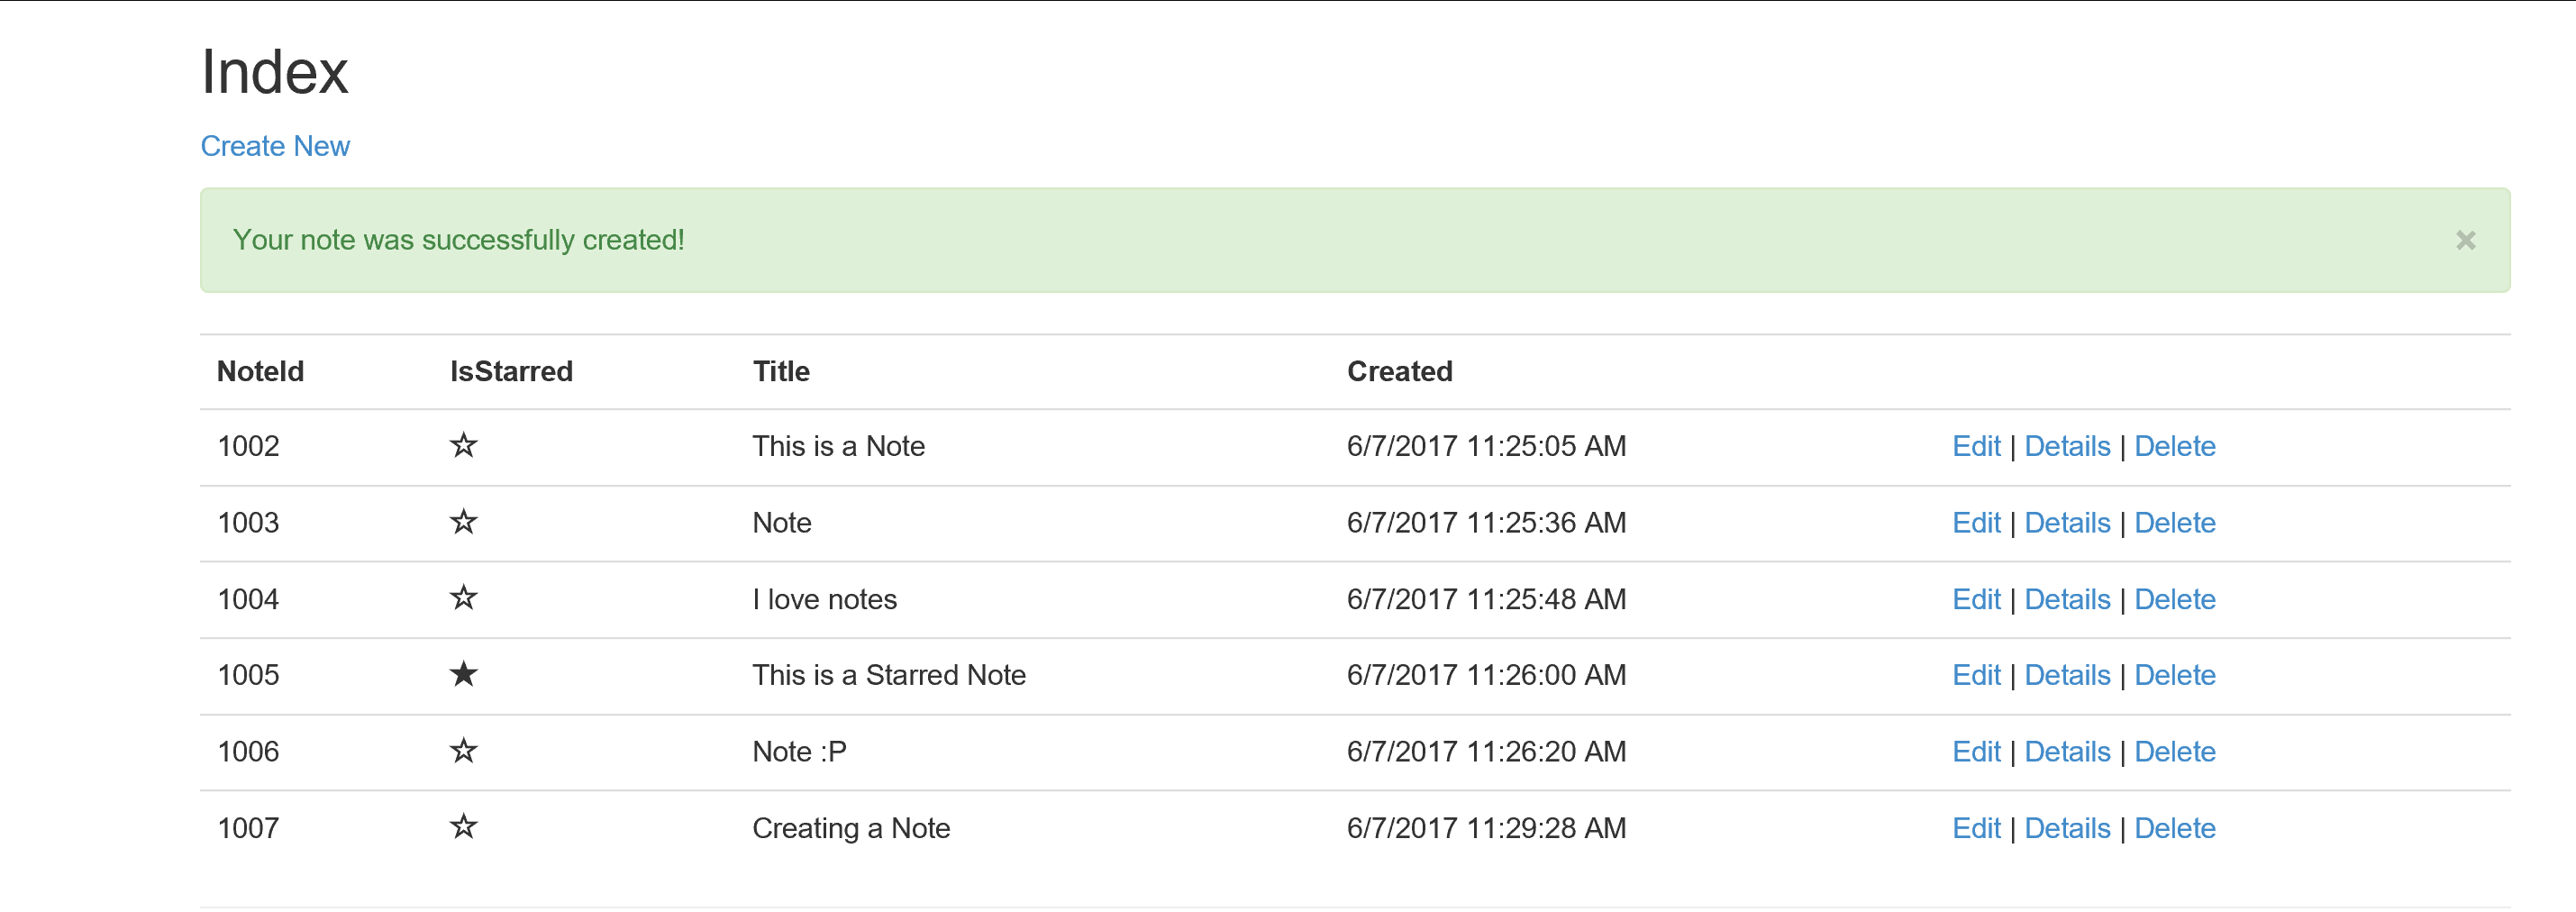 Index
Create New
Your note was successfully created! ×
NoteId IsStarred Title Created
1002 ☆ This is a Note 6/7/2017 11:25:05 AM Edit | Details | Delete
1003 ☆ Note 6/7/2017 11:25:36 AM Edit | Details | Delete
1004 ☆ I love notes 6/7/2017 11:25:48 AM Edit | Details | Delete
1005 ★ This is a Starred Note 6/7/2017 11:26:00 AM Edit | Details | Delete
1006 ☆ Note :P 6/7/2017 11:26:20 AM Edit | Details | Delete
1007 ☆ Creating a Note 6/7/2017 11:29:28 AM Edit | Details | Delete